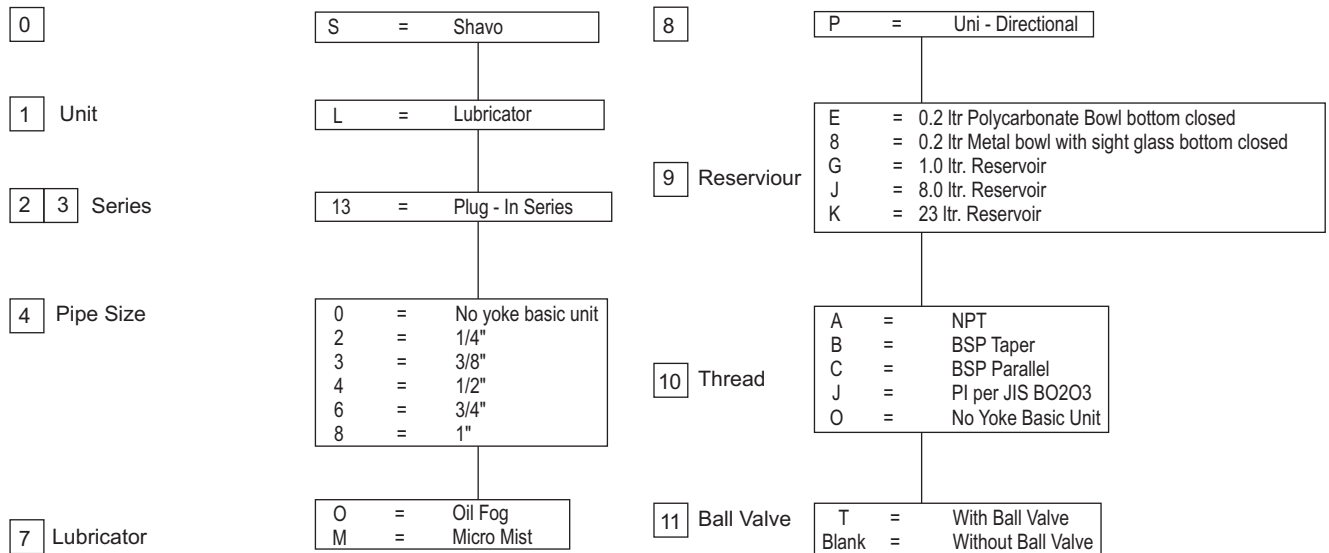 0
S = Shavo
1 Unit
L = Lubricator
2 3 Series
13 = Plug - In Series
4 Pipe Size
0 = No yoke basic unit
2 = 1/4"
3 = 3/8"
4 = 1/2"
6 = 3/4"
8 = 1"
7 Lubricator
O = Oil Fog
M = Micro Mist
8
P = Uni - Directional
9 Reserviour
E = 0.2 ltr Polycarbonate Bowl bottom closed
8 = 0.2 ltr Metal bowl with sight glass bottom closed
G = 1.0 ltr. Reservoir
J = 8.0 ltr. Reservoir
K = 23 ltr. Reservoir
10 Thread
A = NPT
B = BSP Taper
C = BSP Parallel
J = PI per JIS BO2O3
O = No Yoke Basic Unit
11 Ball Valve
T = With Ball Valve
Blank = Without Ball Valve